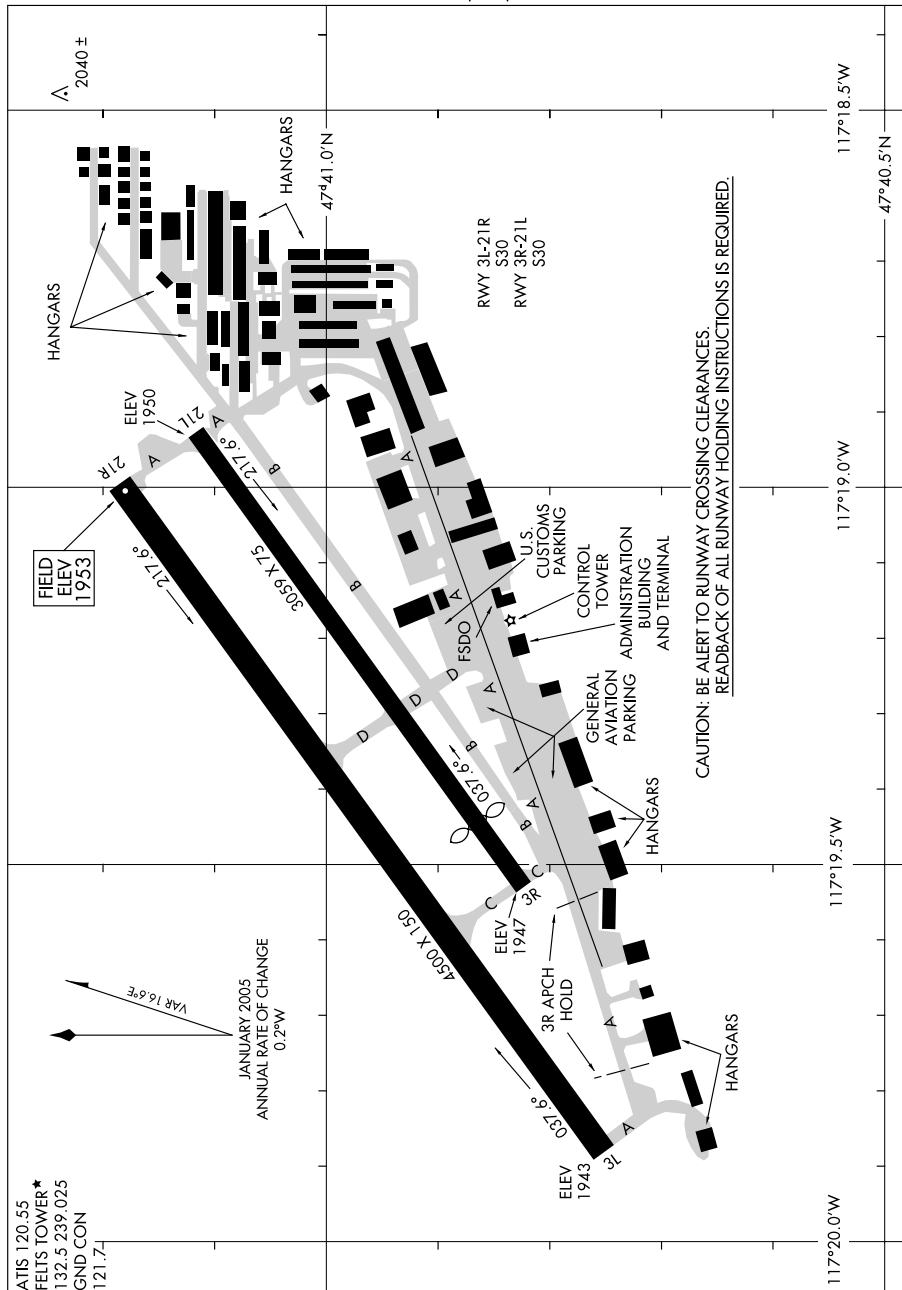 ATIS 120.55
FELTS TOWER★
132.5 239.025
GND CON
121.7
VAR 16.6°E
JANUARY 2005
ANNUAL RATE OF CHANGE
0.2°W
2040 ±
HANGARS
HANGARS
47°41.0'N
117°18.5'W
47°40.5'N
FIELD
ELEV
1953
21R
A
ELEV
1950
21L
A
217.6°
217.6°
B
3059 X 75
B
A
RWY 3L-21R
S30
RWY 3R-21L
S30
117°19.0'W
U.S.
CUSTOMS
PARKING
A
FSDO
CONTROL
TOWER
ADMINISTRATION
BUILDING
AND TERMINAL
D
D
D
A
GENERAL
AVIATION
PARKING
B
037.6°
A
B
HANGARS
CAUTION: BE ALERT TO RUNWAY CROSSING CLEARANCES.
READBACK OF ALL RUNWAY HOLDING INSTRUCTIONS IS REQUIRED.
117°19.5'W
4500 X 150
C
C
3R
ELEV
1947
3R APCH
HOLD
A
037.6°
HANGARS
A
3L
ELEV
1943
117°20.0'W